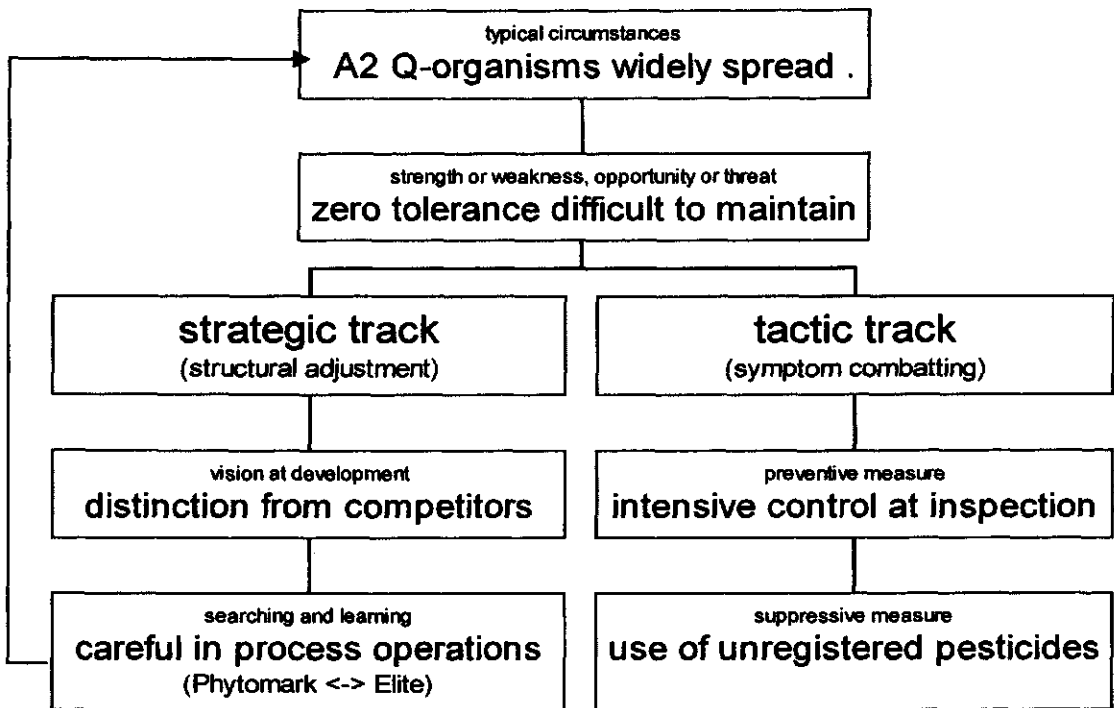 typical circumstances
A2 Q-organisms widely spread .
strength or weakness, opportunity or threat
zero tolerance difficult to maintain
strategic track
(structural adjustment)
tactic track
(symptom combatting)
vision at development
distinction from competitors
preventive measure
intensive control at inspection
searching and learning
careful in process operations
(Phytomark <-> Elite)
suppressive measure
use of unregistered pesticides